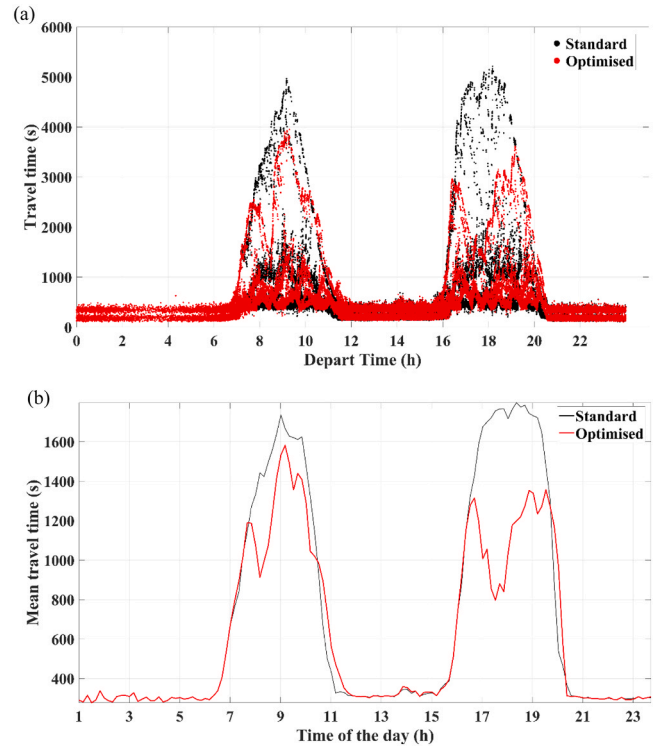 (a)
6000
5000
4000
3000
2000
1000
0
Travel time (s)
Standard
Optimised
0 2 4 6 8 10 12 14 16 18 20 22
Depart Time (h)
(b)
1600
1400
1200
1000
800
600
400
Mean travel time (s)
Standard
Optimised
1 3 5 7 9 11 13 15 17 19 21 23
Time of the day (h)